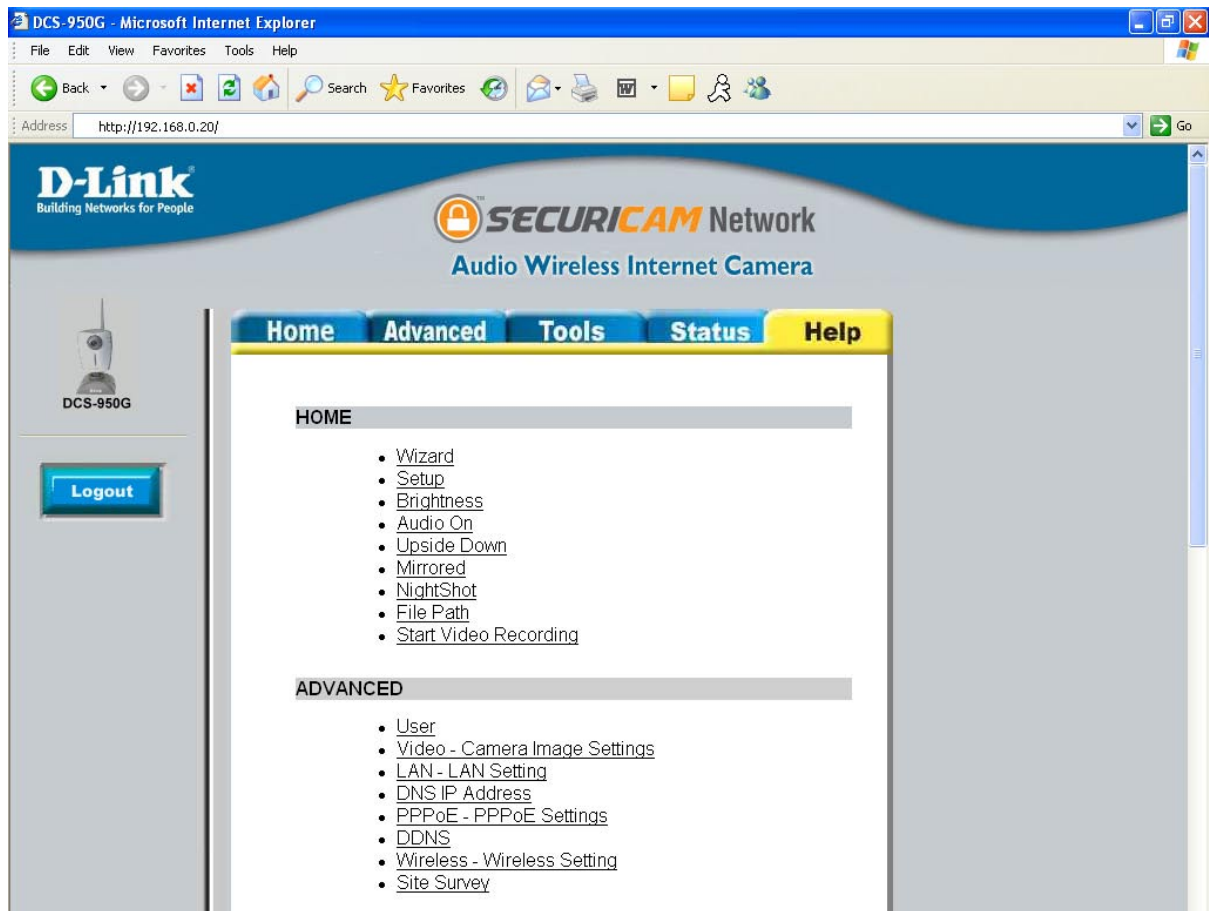 DCS-950G - Microsoft Internet Explorer
File Edit View Favorites Tools Help
Back Search Favorites
Address http://192.168.0.20/ Go
D-Link
Building Networks for People
SECURICAM Network
Audio Wireless Internet Camera
DCS-950G
Logout
Home Advanced Tools Status Help
HOME
• Wizard
• Setup
• Brightness
• Audio On
• Upside Down
• Mirrored
• NightShot
• File Path
• Start Video Recording
ADVANCED
• User
• Video - Camera Image Settings
• LAN - LAN Setting
• DNS IP Address
• PPPoE - PPPoE Settings
• DDNS
• Wireless - Wireless Setting
• Site Survey